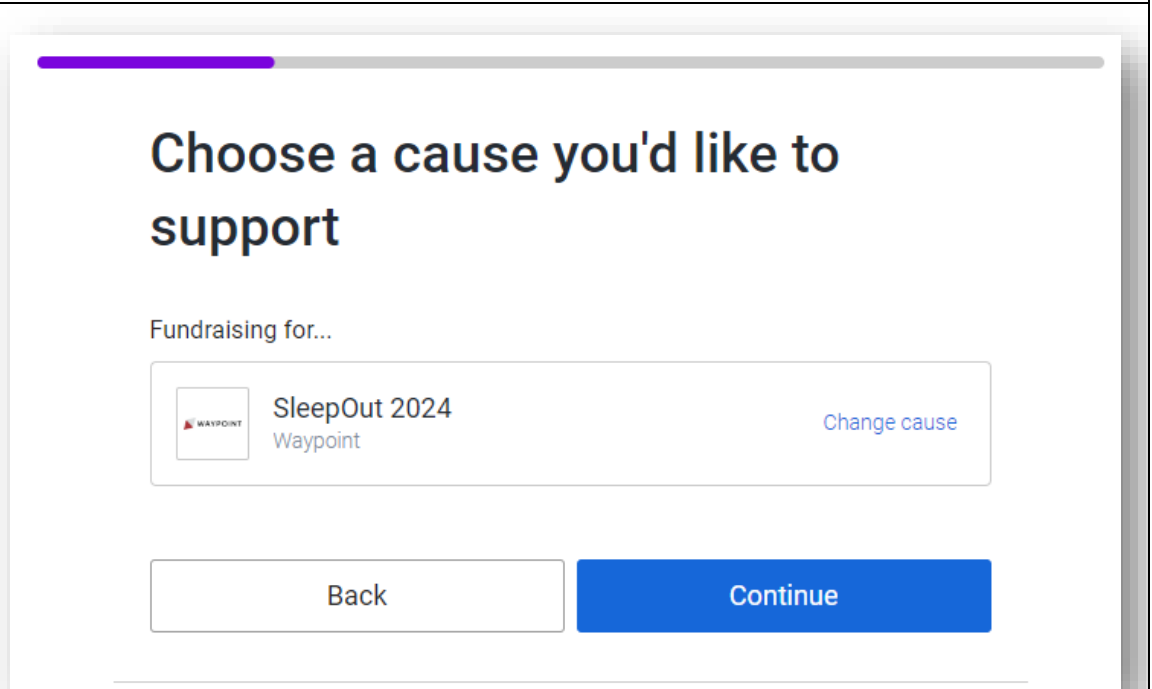 Choose a cause you'd like to
support
Fundraising for...
WAYPOINT
SleepOut 2024
Waypoint
Change cause
Back
Continue